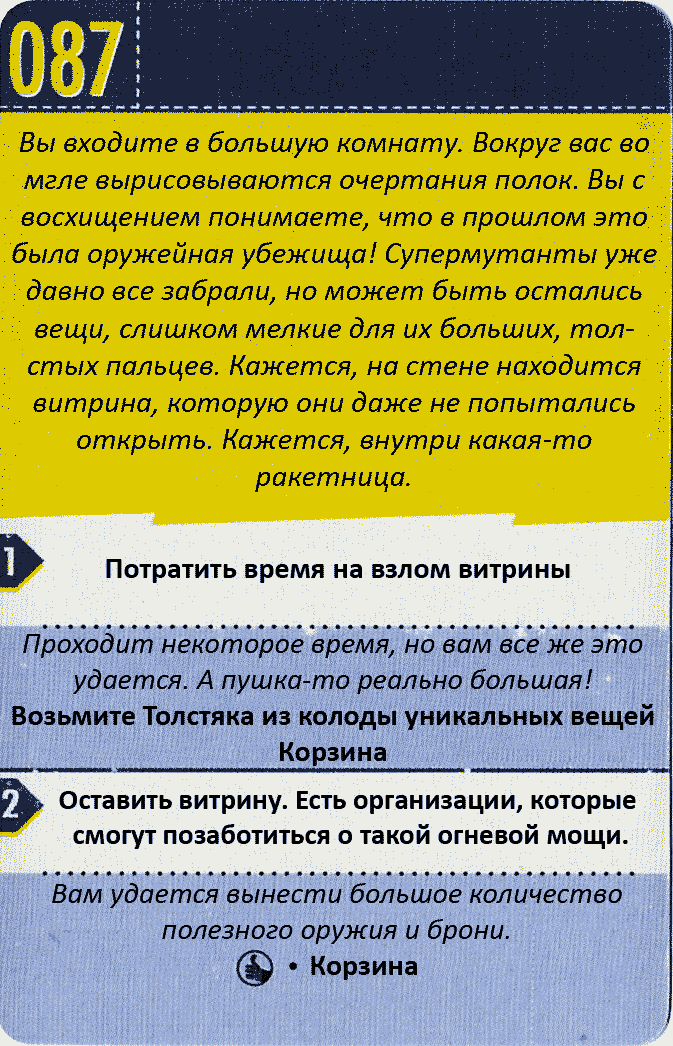 087
Вы входите в большую комнату. Вокруг вас во
мгле вырисовываются очертания полок. Вы с
восхищением понимаете, что в прошлом это
была оружейная убежища! Супермутанты уже
давно все забрали, но может быть остались
вещи, слишком мелкие для их больших, тол-
стых пальцев. Кажется, на стене находится
витрина, которую они даже не попытались
открыть. Кажется, внутри какая-то
ракетница.
1
Потратить время на взлом витрины
Проходит некоторое время, но вам все же это
удается. А пушка-то реально большая!
Возьмите Толстяка из колоды уникальных вещей
Корзина
2
Оставить витрину. Есть организации, которые
смогут позаботиться о такой огневой мощи.
Вам удается вынести большое количество
полезного оружия и брони.
• Корзина